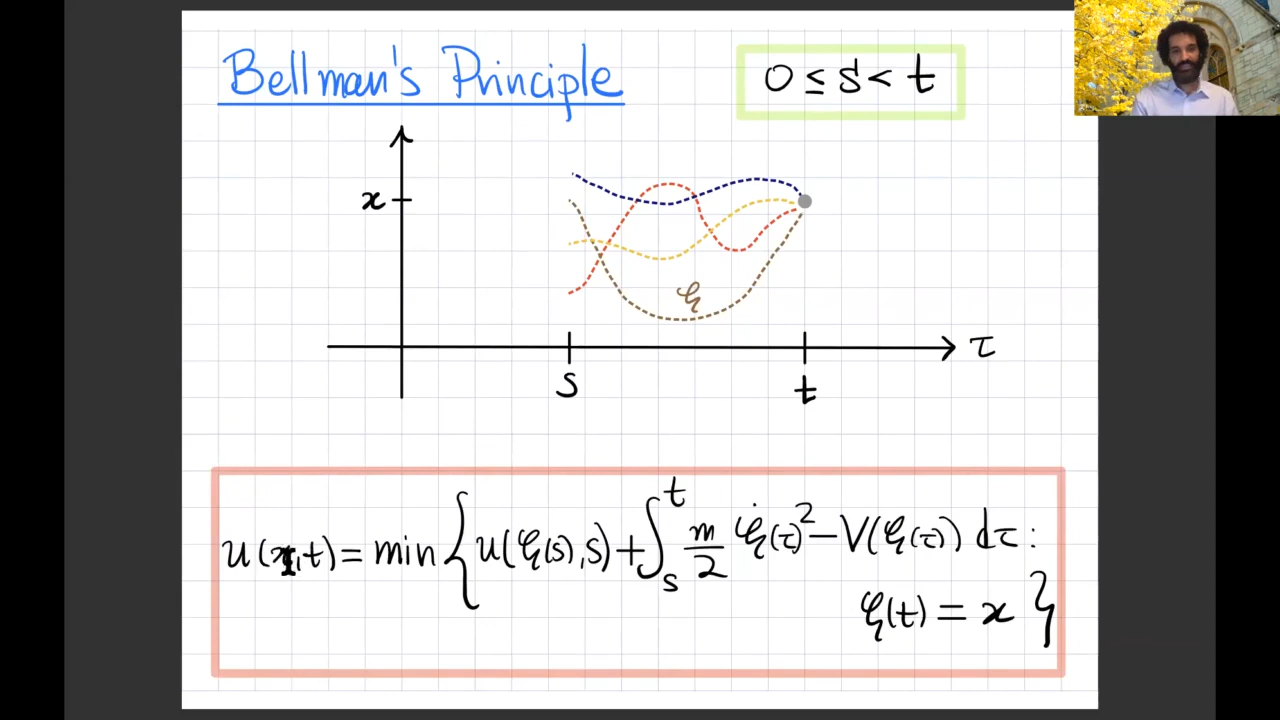 Bellman's Principle
0 ≤ s < t
x
ξ
τ
s
t
u(x,t) = min { u(ξ(s),s) + ∫_s^t m/2 ξ̇(τ)² − V(ξ(τ)) dτ :
ξ(t) = x }